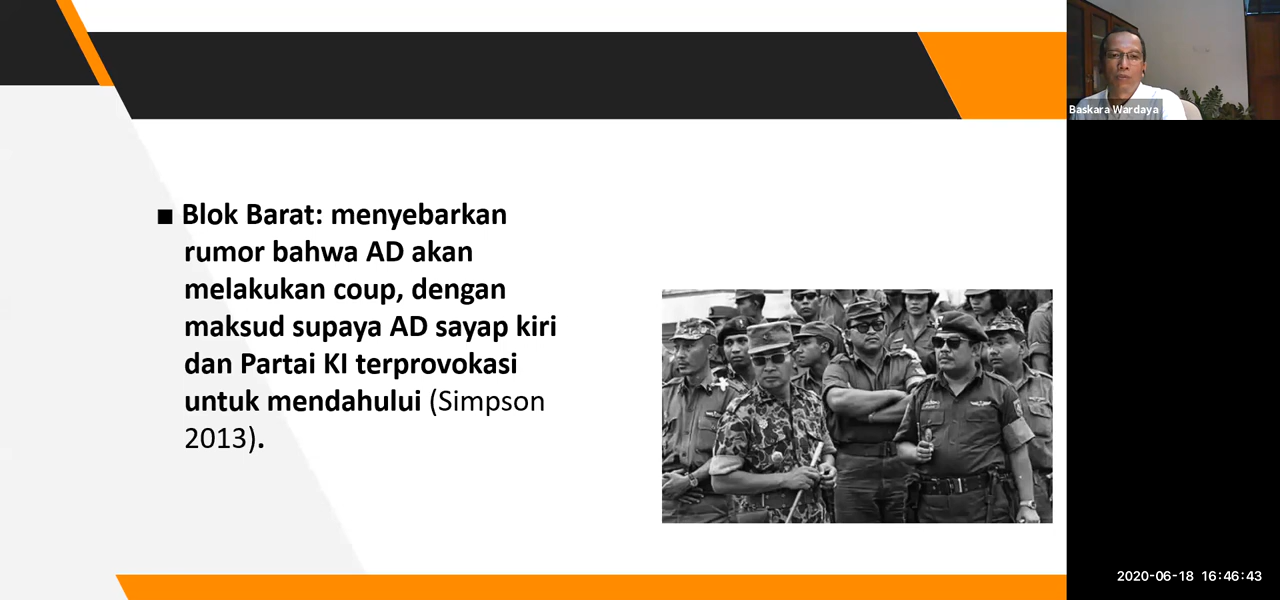 ■ Blok Barat: menyebarkan
rumor bahwa AD akan
melakukan coup, dengan
maksud supaya AD sayap kiri
dan Partai KI terprovokasi
untuk mendahului (Simpson
2013).
Baskara Wardaya
2020-06-18 16:46:43